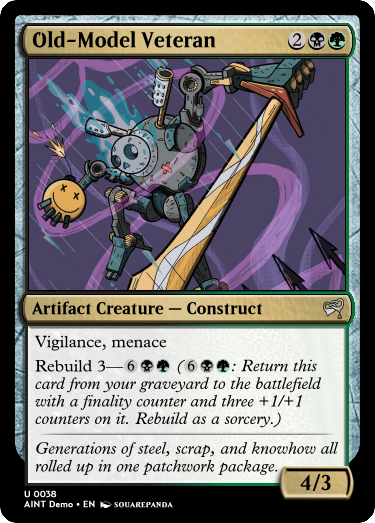 Old-Model Veteran 2
Artifact Creature — Construct
Vigilance, menace
Rebuild 3—6 (6: Return this
card from your graveyard to the battlefield
with a finality counter and three +1/+1
counters on it. Rebuild as a sorcery.)
Generations of steel, scrap, and knowhow all
rolled up in one patchwork package.
4/3
U 0038
AINT Demo • EN SQUAREPANDA